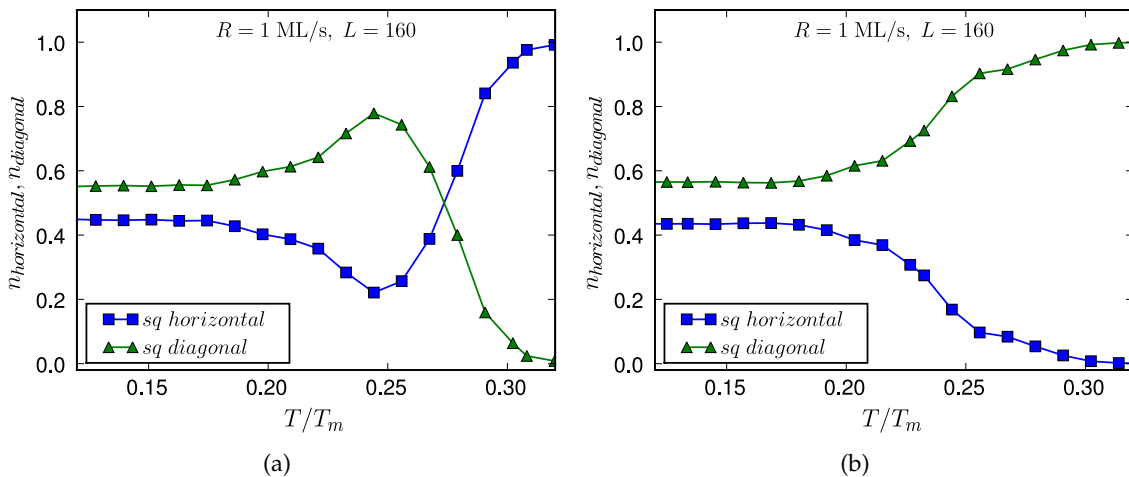 R = 1 ML/s, L = 160
n_horizontal, n_diagonal
1.0
0.8
0.6
0.4
0.2
0.0
sq horizontal
sq diagonal
0.15 0.20 0.25 0.30
T/T_m
(a)
R = 1 ML/s, L = 160
n_horizontal, n_diagonal
1.0
0.8
0.6
0.4
0.2
0.0
sq horizontal
sq diagonal
0.15 0.20 0.25 0.30
T/T_m
(b)